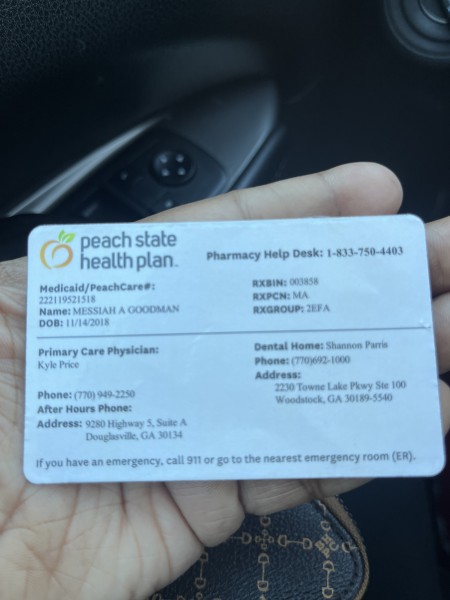 peach state
health plan™
Pharmacy Help Desk: 1-833-750-4403
Medicaid/PeachCare#:
222119521518
Name: MESSIAH A GOODMAN
DOB: 11/14/2018
RXBIN: 003858
RXPCN: MA
RXGROUP: 2EFA
Primary Care Physician:
Kyle Price
Phone: (770) 949-2250
After Hours Phone:
Address: 9280 Highway 5, Suite A
Douglasville, GA 30134
Dental Home: Shannon Parris
Phone: (770)692-1000
Address:
2230 Towne Lake Pkwy Ste 100
Woodstock, GA 30189-5540
If you have an emergency, call 911 or go to the nearest emergency room (ER).